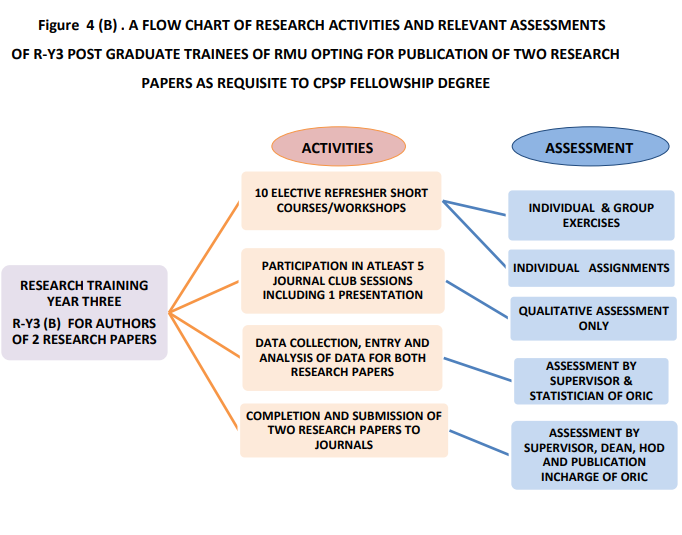 Figure 4 (B) . A FLOW CHART OF RESEARCH ACTIVITIES AND RELEVANT ASSESSMENTS
OF R-Y3 POST GRADUATE TRAINEES OF RMU OPTING FOR PUBLICATION OF TWO RESEARCH
PAPERS AS REQUISITE TO CPSP FELLOWSHIP DEGREE
ACTIVITIES
ASSESSMENT
RESEARCH TRAINING
YEAR THREE
R-Y3 (B) FOR AUTHORS
OF 2 RESEARCH PAPERS
10 ELECTIVE REFRESHER SHORT
COURSES/WORKSHOPS
PARTICIPATION IN ATLEAST 5
JOURNAL CLUB SESSIONS
INCLUDING 1 PRESENTATION
DATA COLLECTION, ENTRY AND
ANALYSIS OF DATA FOR BOTH
RESEARCH PAPERS
COMPLETION AND SUBMISSION OF
TWO RESEARCH PAPERS TO
JOURNALS
INDIVIDUAL & GROUP
EXERCISES
INDIVIDUAL ASSIGNMENTS
QUALITATIVE ASSESSMENT
ONLY
ASSESSMENT BY
SUPERVISOR &
STATISTICIAN OF ORIC
ASSESSMENT BY
SUPERVISOR, DEAN, HOD
AND PUBLICATION
INCHARGE OF ORIC